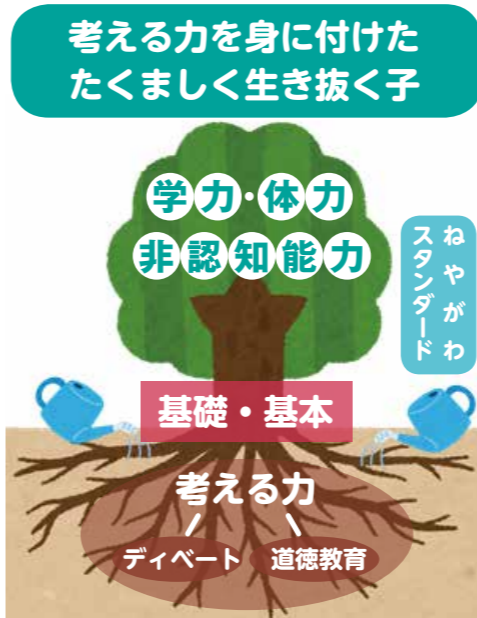 考える力を身に付けた
たくましく生き抜く子
学力・体力
非認知能力
ねやがわ
スタンダード
基礎・基本
考える力
ディベート 道徳教育